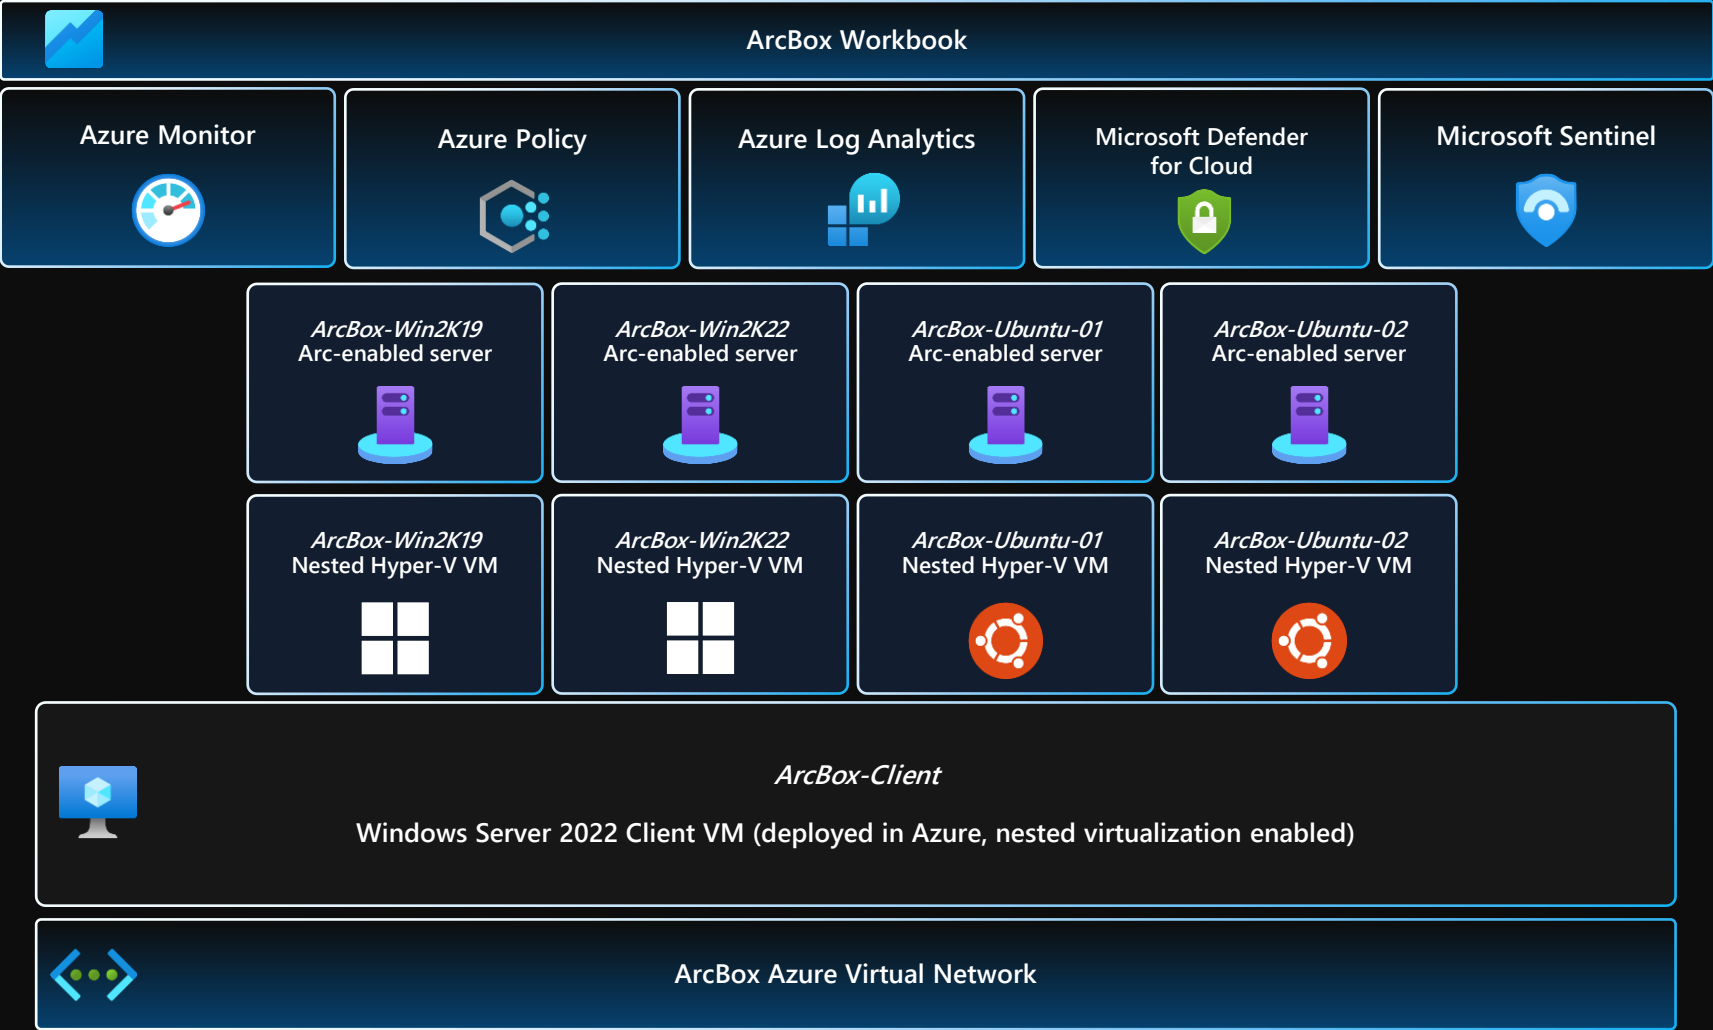 ArcBox Workbook
Azure Monitor
Azure Policy
Azure Log Analytics
Microsoft Defender
for Cloud
Microsoft Sentinel
ArcBox-Win2K19
Arc-enabled server
ArcBox-Win2K22
Arc-enabled server
ArcBox-Ubuntu-01
Arc-enabled server
ArcBox-Ubuntu-02
Arc-enabled server
ArcBox-Win2K19
Nested Hyper-V VM
ArcBox-Win2K22
Nested Hyper-V VM
ArcBox-Ubuntu-01
Nested Hyper-V VM
ArcBox-Ubuntu-02
Nested Hyper-V VM
ArcBox-Client
Windows Server 2022 Client VM (deployed in Azure, nested virtualization enabled)
ArcBox Azure Virtual Network